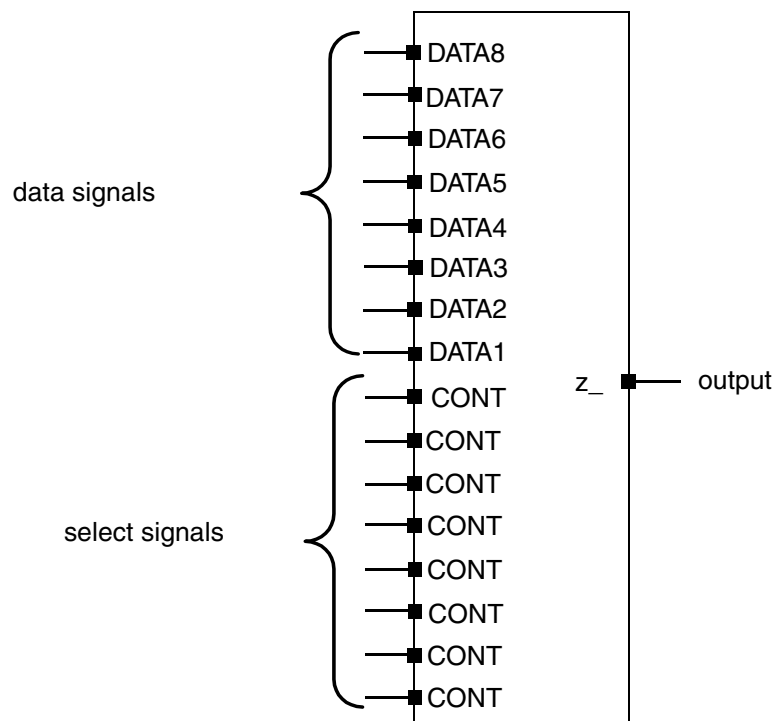 DATA8
DATA7
DATA6
data signals
DATA5
DATA4
DATA3
DATA2
DATA1
z_ output
CONT
CONT
CONT
CONT
select signals
CONT
CONT
CONT
CONT